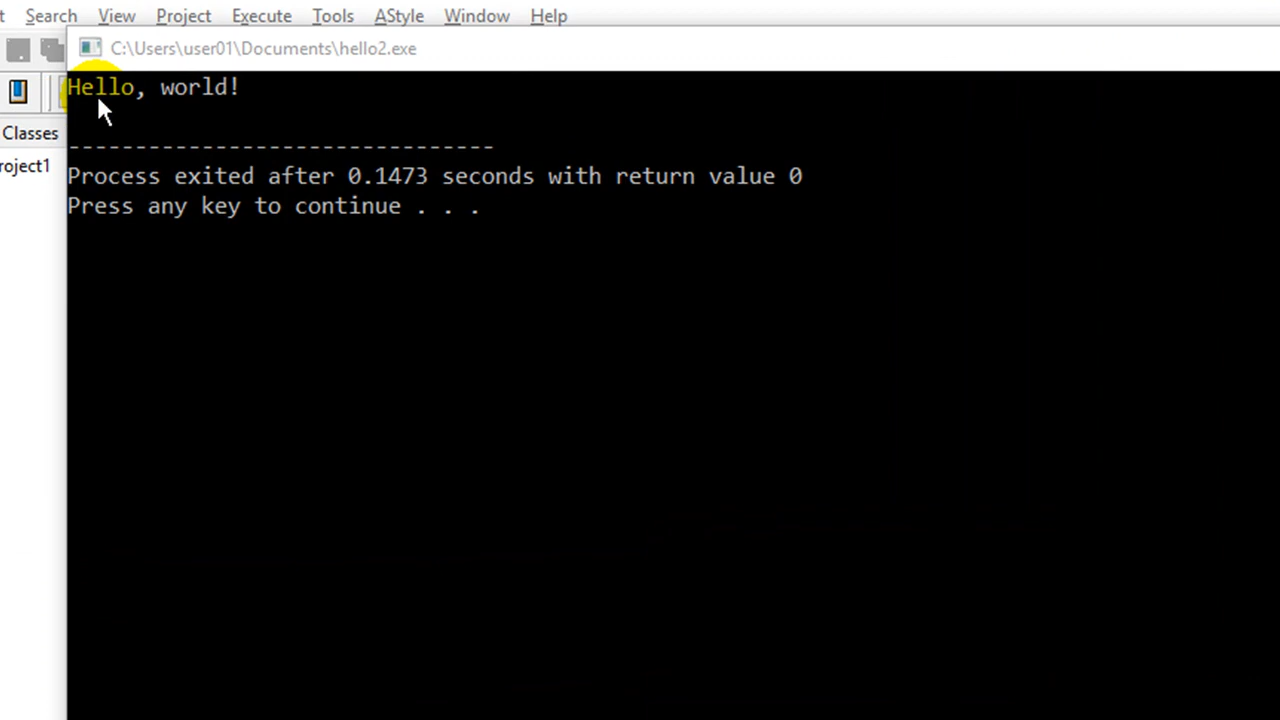 t Search View Project Execute Tools AStyle Window Help
C:\Users\user01\Documents\hello2.exe
Hello, world!
--------------------------------
Classes
Process exited after 0.1473 seconds with return value 0
roject1
Press any key to continue . . .